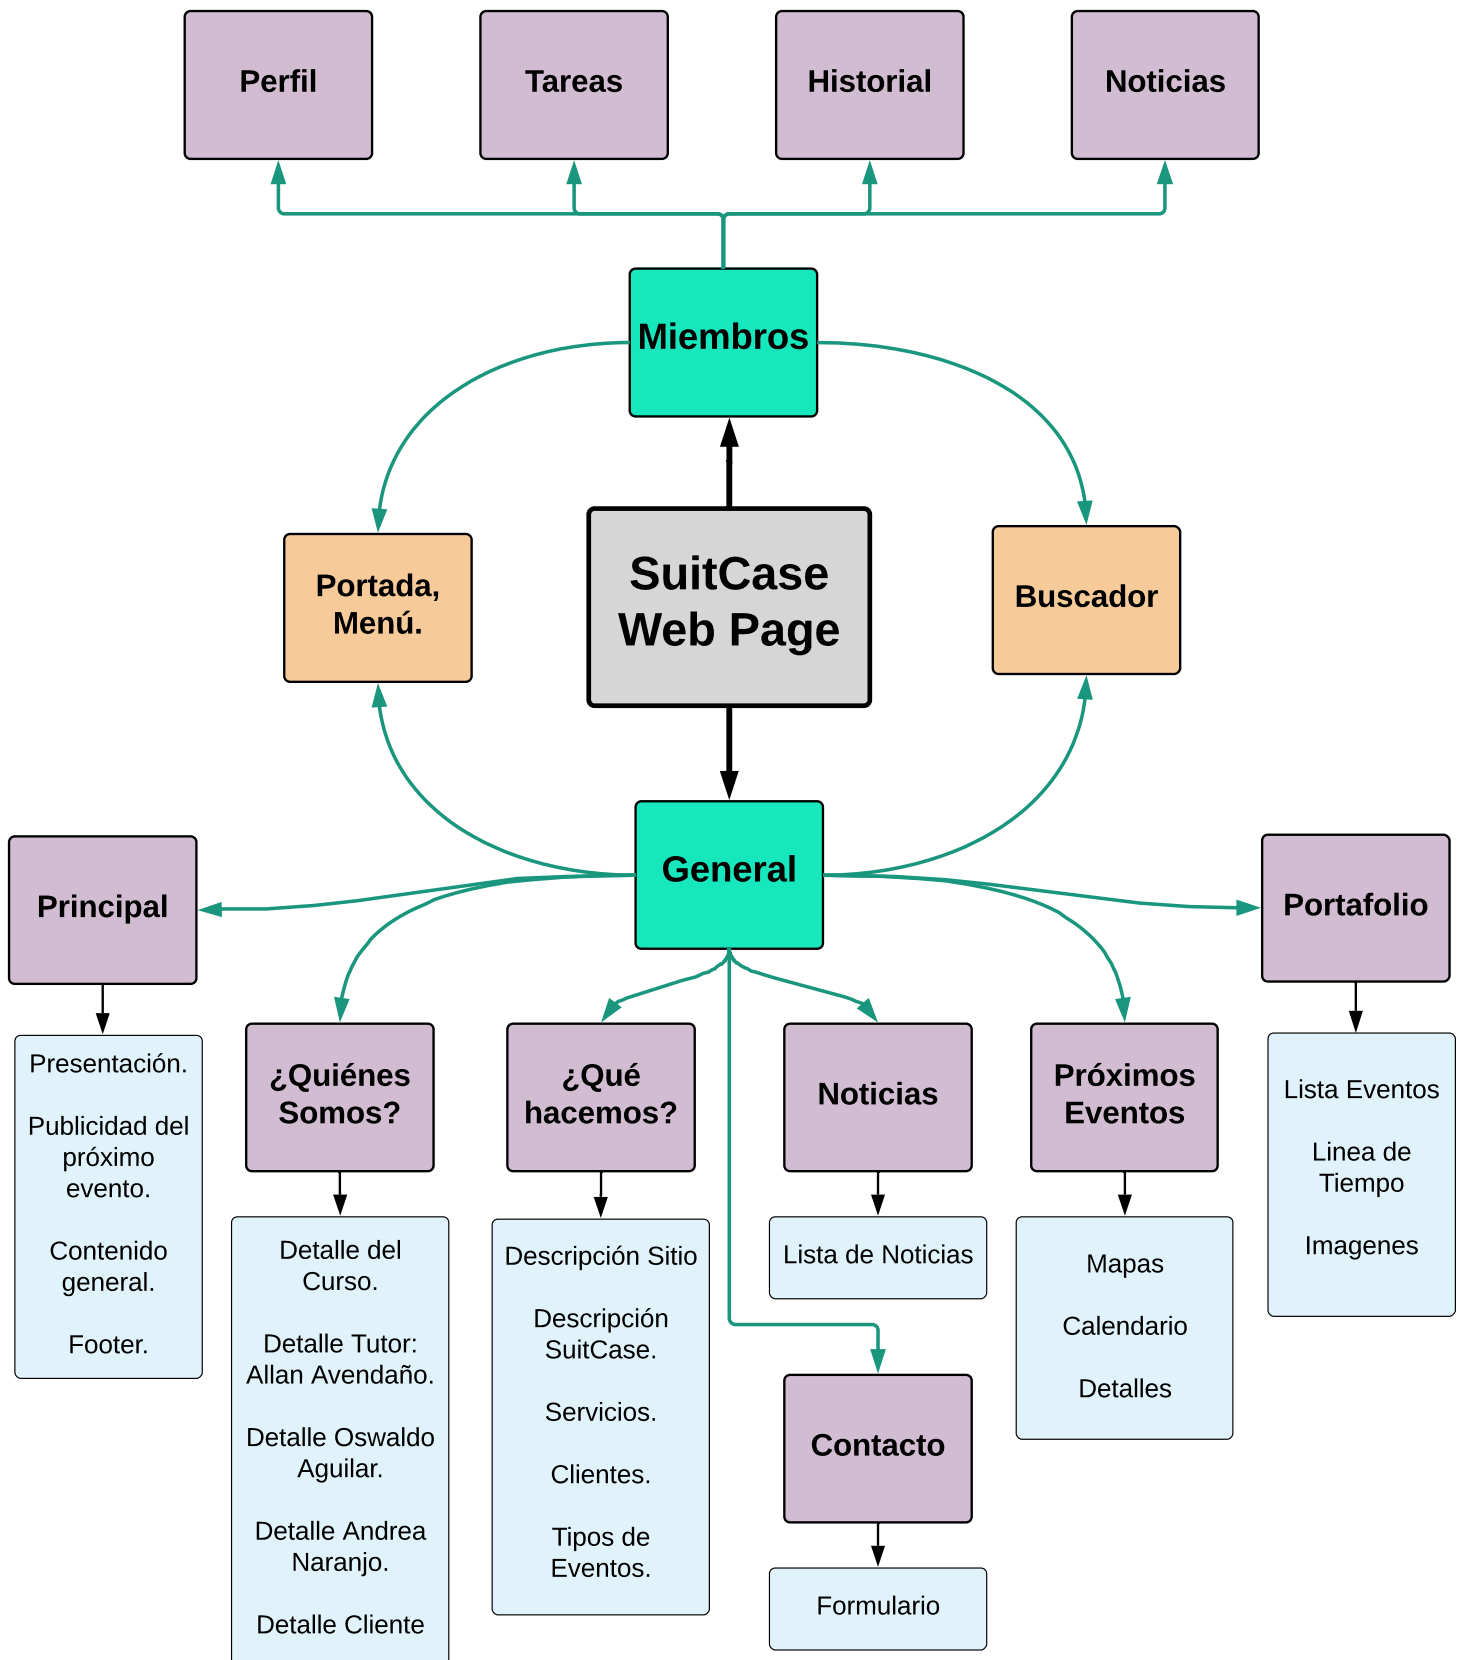 Perfil
Tareas
Historial
Noticias
Miembros
Portada,
Menú.
SuitCase
Web Page
Buscador
General
Principal
Portafolio
Presentación.
Publicidad del
próximo
evento.
Contenido
general.
Footer.
¿Quiénes
Somos?
Detalle del
Curso.
Detalle Tutor:
Allan Avendaño.
Detalle Oswaldo
Aguilar.
Detalle Andrea
Naranjo.
Detalle Cliente
¿Qué
hacemos?
Descripción Sitio
Descripción
SuitCase.
Servicios.
Clientes.
Tipos de
Eventos.
Noticias
Lista de Noticias
Contacto
Formulario
Próximos
Eventos
Mapas
Calendario
Detalles
Lista Eventos
Linea de
Tiempo
Imagenes